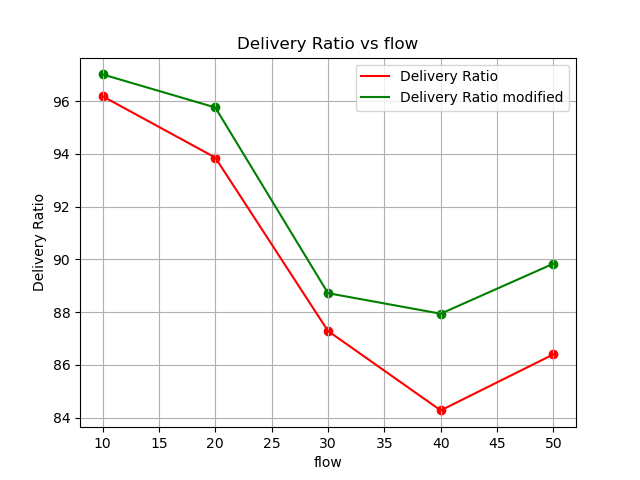 Delivery Ratio vs flow
Delivery Ratio
Delivery Ratio modified
Delivery Ratio
96
94
92
90
88
86
84
10 15 20 25 30 35 40 45 50
flow